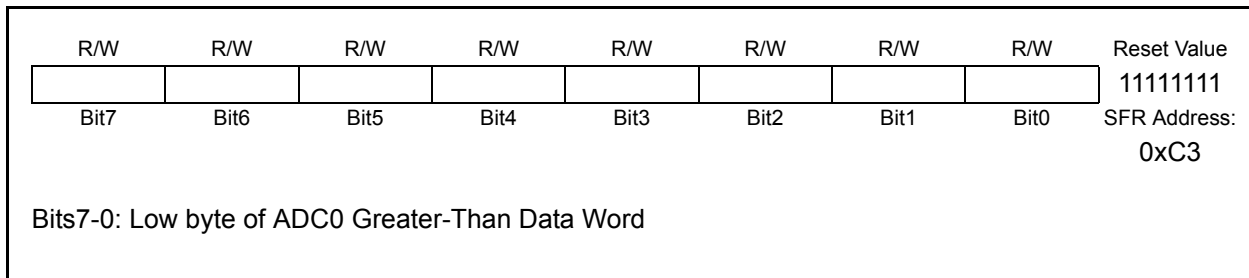 R/W R/W R/W R/W R/W R/W R/W R/W Reset Value
11111111
Bit7 Bit6 Bit5 Bit4 Bit3 Bit2 Bit1 Bit0 SFR Address:
0xC3
Bits7-0: Low byte of ADC0 Greater-Than Data Word